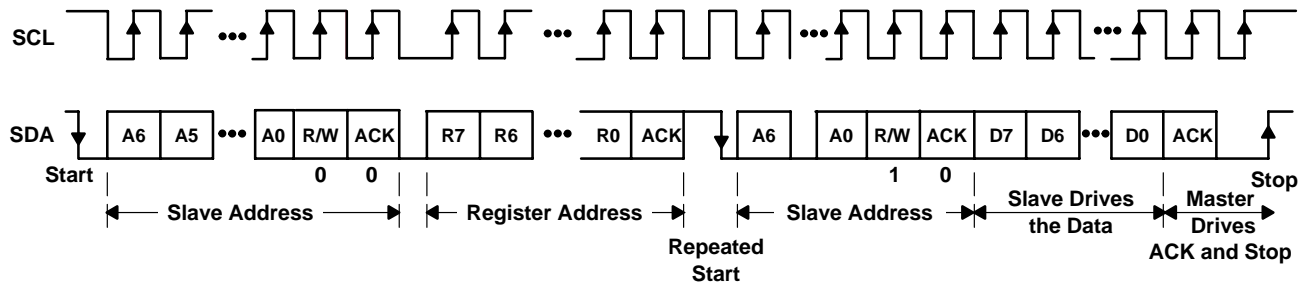 SCL
SDA A6 A5 A0 R/W ACK R7 R6 R0 ACK A6 A0 R/W ACK D7 D6 D0 ACK
Start 0 0 1 0 Stop
Slave Address Register Address Slave Address Slave Drives Master
the Data Drives
Repeated ACK and Stop
Start